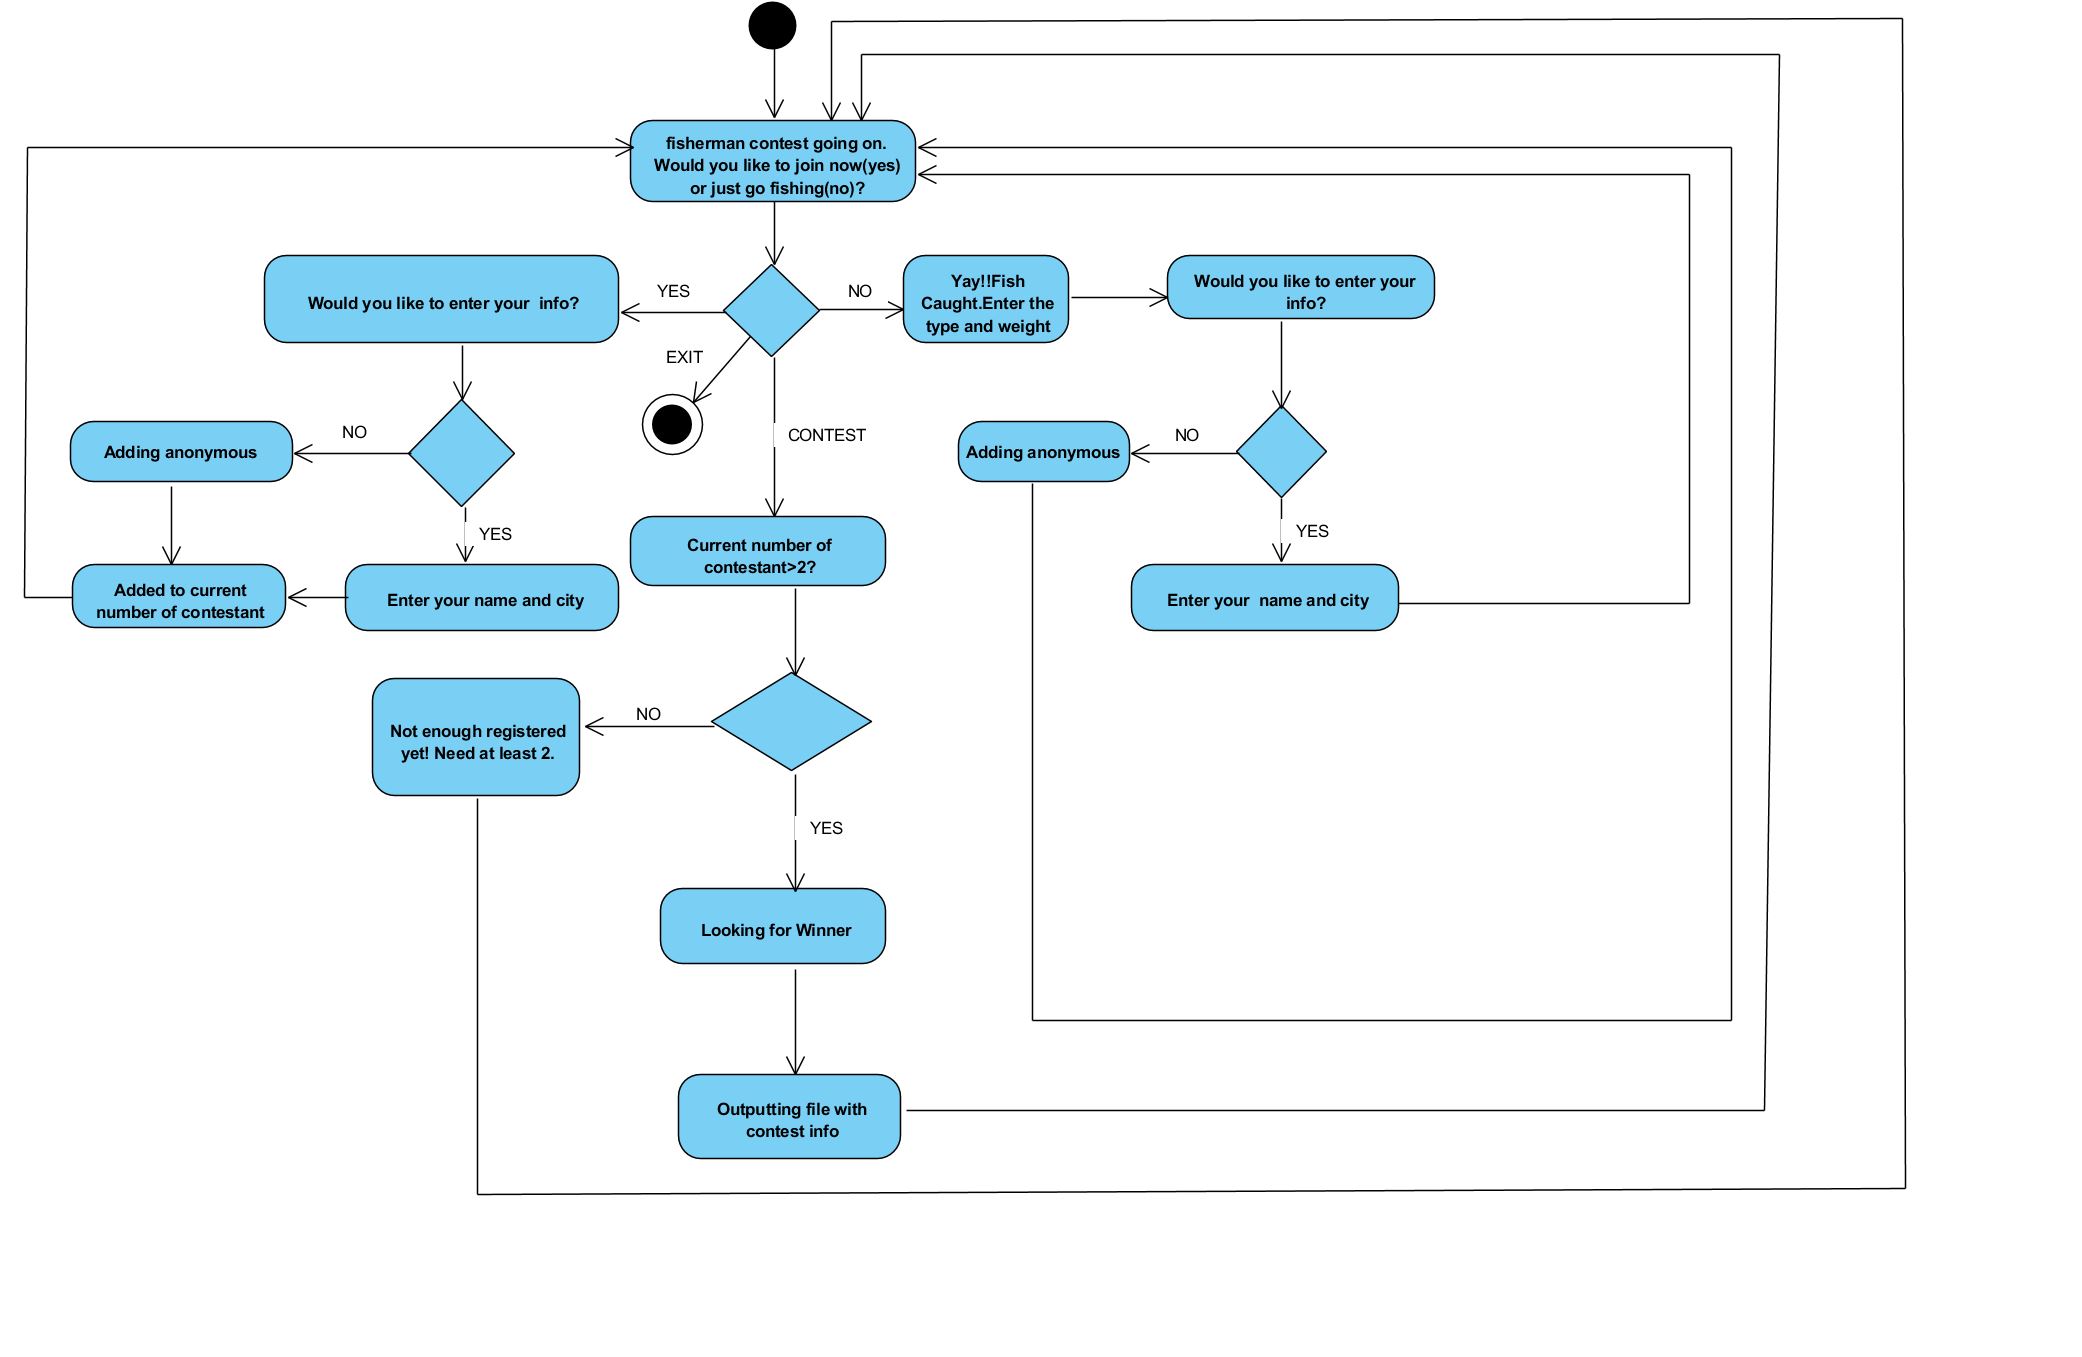 fisherman contest going on.
Would you like to join now(yes)
or just go fishing(no)?
YES
NO
EXIT
CONTEST
Would you like to enter your  info?
NO
YES
Adding anonymous
Added to current
number of contestant
Enter your name and city
Yay!!Fish
Caught.Enter the
type and weight
Would you like to enter your
info?
NO
YES
Adding anonymous
Enter your  name and city
Current number of
contestant>2?
NO
YES
Not enough registered
yet! Need at least 2.
Looking for Winner
Outputting file with
contest info